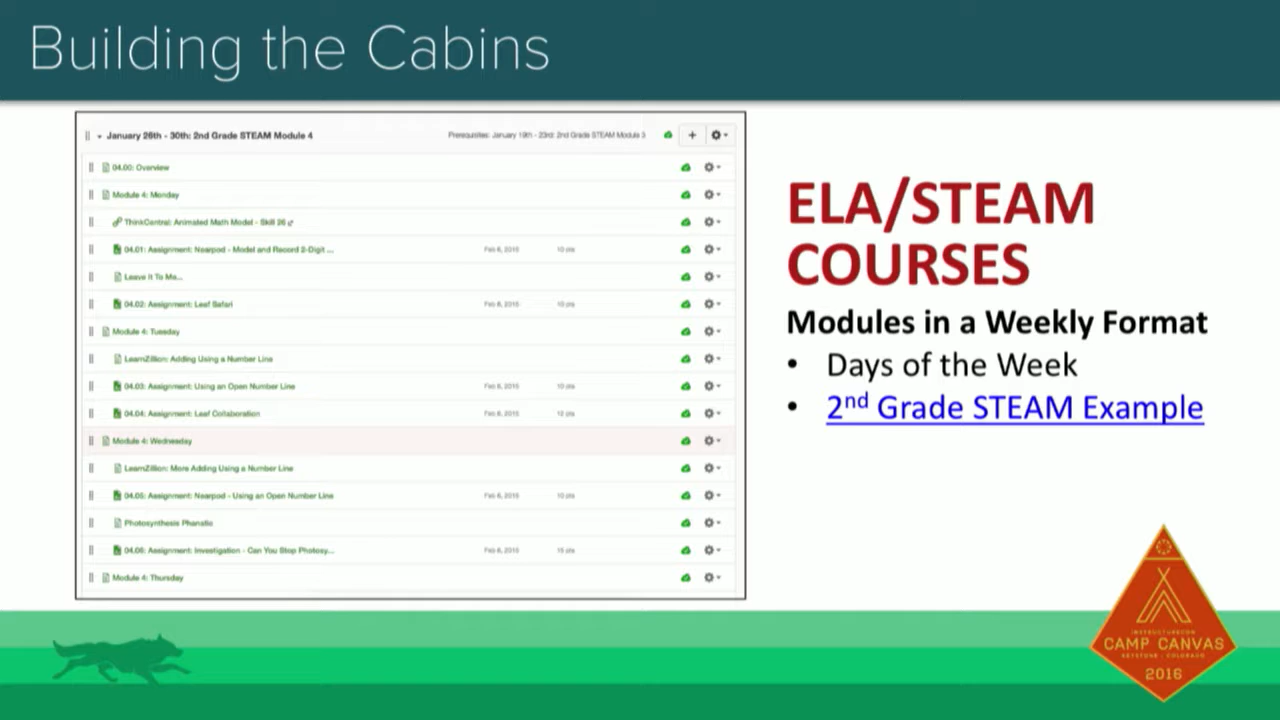 Building the Cabins
January 26th - 30th: 2nd Grade STEAM Module 4 Prerequisites: January 19th - 23rd: 2nd Grade STEAM Module 3
04.00: Overview
Module 4: Monday
ThinkCentral: Animated Math Model - Skill 26
04.01: Assignment: Nearpod - Model and Record 2-Digit ... Feb 6, 2015 10 pts
Leave It To Me...
04.02: Assignment: Leaf Safari Feb 6, 2015 10 pts
Module 4: Tuesday
LearnZillion: Adding Using a Number Line
04.03: Assignment: Using an Open Number Line Feb 6, 2015 10 pts
04.04: Assignment: Leaf Collaboration Feb 6, 2015 12 pts
Module 4: Wednesday
LearnZillion: More Adding Using a Number Line
04.05: Assignment: Nearpod - Using an Open Number Line Feb 6, 2015 10 pts
Photosynthesis Phanatic
04.06: Assignment: Investigation - Can You Stop Photosy... Feb 6, 2015 15 pts
Module 4: Thursday
ELA/STEAM
COURSES
Modules in a Weekly Format
• Days of the Week
• 2nd Grade STEAM Example
INSTRUCTURECON
CAMP CANVAS
KEYSTONE - COLORADO
2016